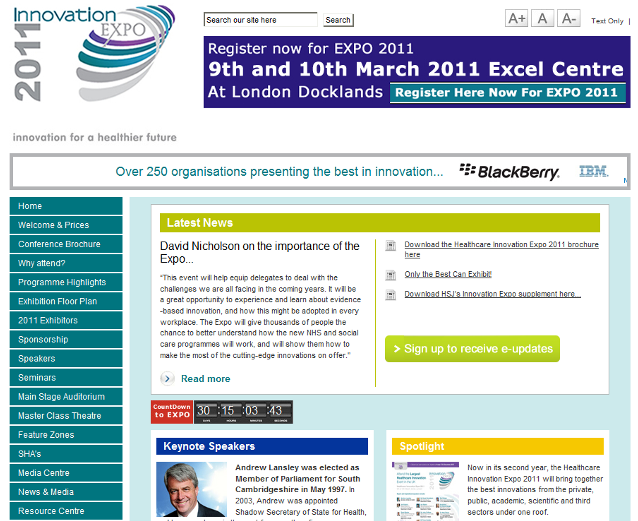 Innovation
EXPO
2011
innovation for a healthier future
Search our site here
Search
A+ A A-
Text Only |
Register now for EXPO 2011
9th and 10th March 2011 Excel Centre
At London Docklands Register Here Now For EXPO 2011
Over 250 organisations presenting the best in innovation... BlackBerry. IBM.
Home
Welcome & Prices
Conference Brochure
Why attend?
Programme Highlights
Exhibition Floor Plan
2011 Exhibitors
Sponsorship
Speakers
Seminars
Main Stage Auditorium
Master Class Theatre
Feature Zones
SHA's
Media Centre
News & Media
Resource Centre
Latest News
David Nicholson on the importance of the
Expo...
"This event will help equip delegates to deal with the
challenges we are all facing in the coming years. It will be
a great opportunity to experience and learn about evidence
-based innovation, and how this might be adopted in every
workplace. The Expo will give thousands of people the
chance to better understand how the new NHS and social
care programmes will work, and will show them how to
make the most of the cutting-edge innovations on offer."
Read more
Download the Healthcare Innovation Expo 2011 brochure
here
Only the Best Can Exhibit!
Download HSJ's Innovation Expo supplement here...
> Sign up to receive e-updates
CountDown
to EXPO
30 : 15 : 03 : 43
DAYS HOURS MINUTES SECONDS
Keynote Speakers
Andrew Lansley was elected as
Member of Parliament for South
Cambridgeshire in May 1997. In
2003, Andrew was appointed
Shadow Secretary of State for Health,
Spotlight
Now in its second year, the Healthcare
Innovation Expo 2011 will bring together
the best innovations from the private,
public, academic, scientific and third
sectors under one roof.